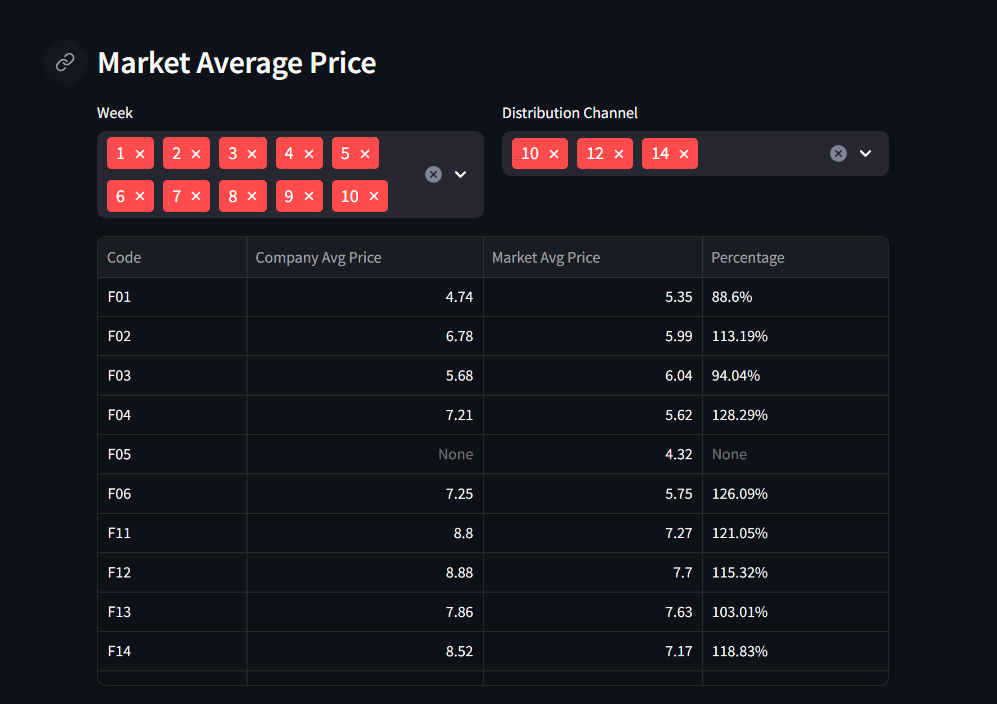 Market Average Price
Week
Distribution Channel
1 × 2 × 3 × 4 × 5 ×
6 × 7 × 8 × 9 × 10 ×
10 × 12 × 14 ×
Code Company Avg Price Market Avg Price Percentage
F01 4.74 5.35 88.6%
F02 6.78 5.99 113.19%
F03 5.68 6.04 94.04%
F04 7.21 5.62 128.29%
F05 None 4.32 None
F06 7.25 5.75 126.09%
F11 8.8 7.27 121.05%
F12 8.88 7.7 115.32%
F13 7.86 7.63 103.01%
F14 8.52 7.17 118.83%